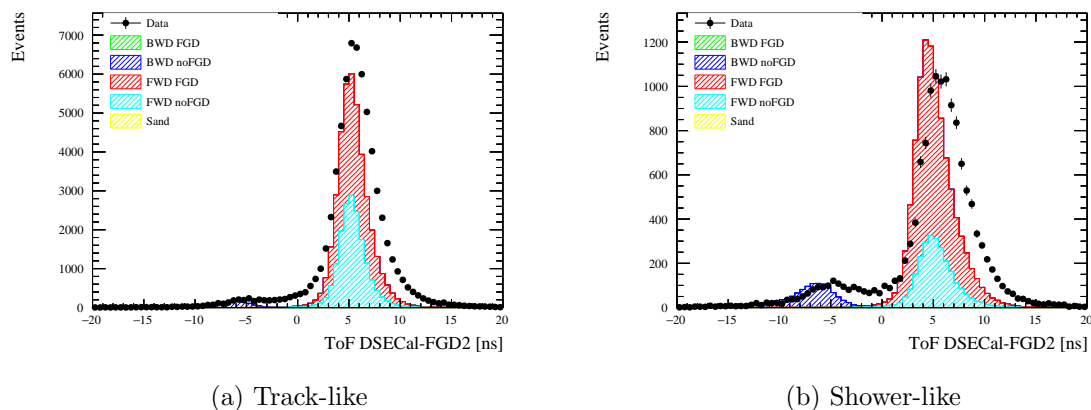 Events
7000
6000
5000
4000
3000
2000
1000
0
Data
BWD FGD
BWD noFGD
FWD FGD
FWD noFGD
Sand
−20 −15 −10 −5 0 5 10 15 20
ToF DSECal-FGD2 [ns]
(a) Track-like
Events
1200
1000
800
600
400
200
0
Data
BWD FGD
BWD noFGD
FWD FGD
FWD noFGD
Sand
−20 −15 −10 −5 0 5 10 15 20
ToF DSECal-FGD2 [ns]
(b) Shower-like